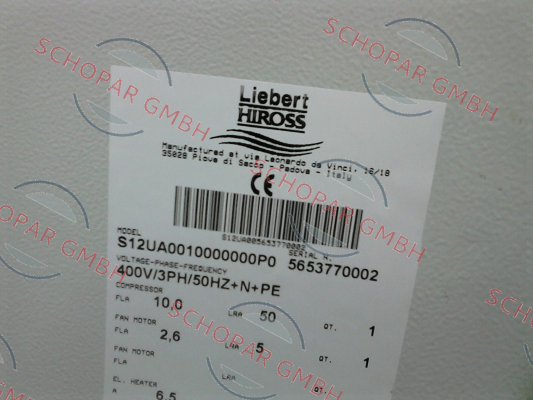 Liebert
HIROSS
Manufactured at via Leonardo da Vinci, 16/18
35028 Piove di Sacco - Padova - Italy
CE
S12UA005653770002
MODEL SERIAL N.
S12UA0010000000P0 5653770002
VOLTAGE-PHASE-FREQUENCY
400V/3PH/50HZ+N+PE
COMPRESSOR
FLA 10,0 LRA 50 QT. 1
FAN MOTOR
FLA 2,6 LRA 5 QT. 1
FAN MOTOR
FLA LRA QT.
EL. HEATER
A 6.5
SCHOPAR GMBH
SCHOPAR GMBH
SCHOPAR GMBH
SCHOPAR GMBH
SCHOPAR GMBH